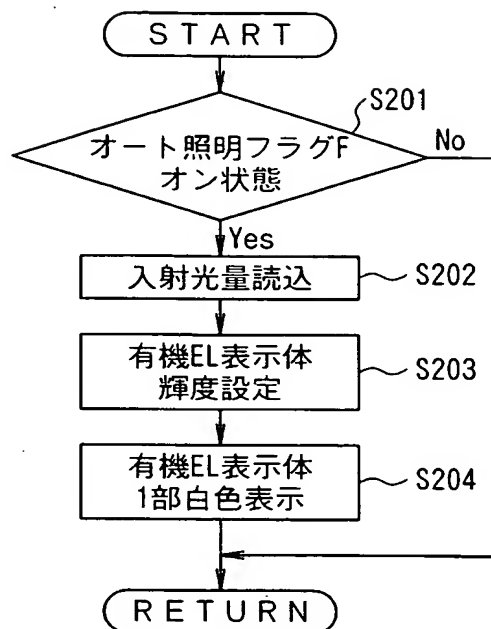 START
S201
オート照明フラグF
オン状態
No
Yes
入射光量読込
S202
有機EL表示体
輝度設定
S203
有機EL表示体
1部白色表示
S204
RETURN